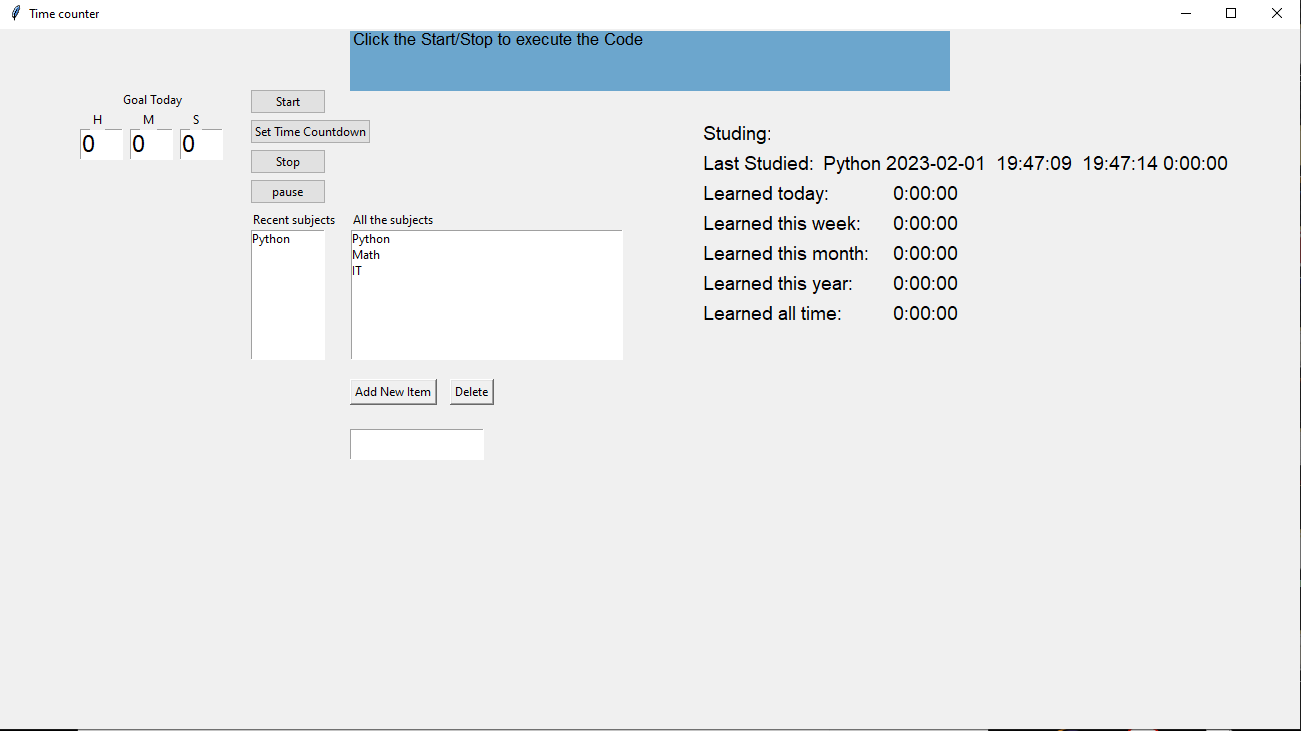 Time counter
Click the Start/Stop to execute the Code
Goal Today
H M S
0 0 0
Start
Set Time Countdown
Stop
pause
Recent subjects
Python
All the subjects
Python
Math
IT
Add New Item Delete
Studing:
Last Studied: Python 2023-02-01 19:47:09 19:47:14 0:00:00
Learned today: 0:00:00
Learned this week: 0:00:00
Learned this month: 0:00:00
Learned this year: 0:00:00
Learned all time: 0:00:00